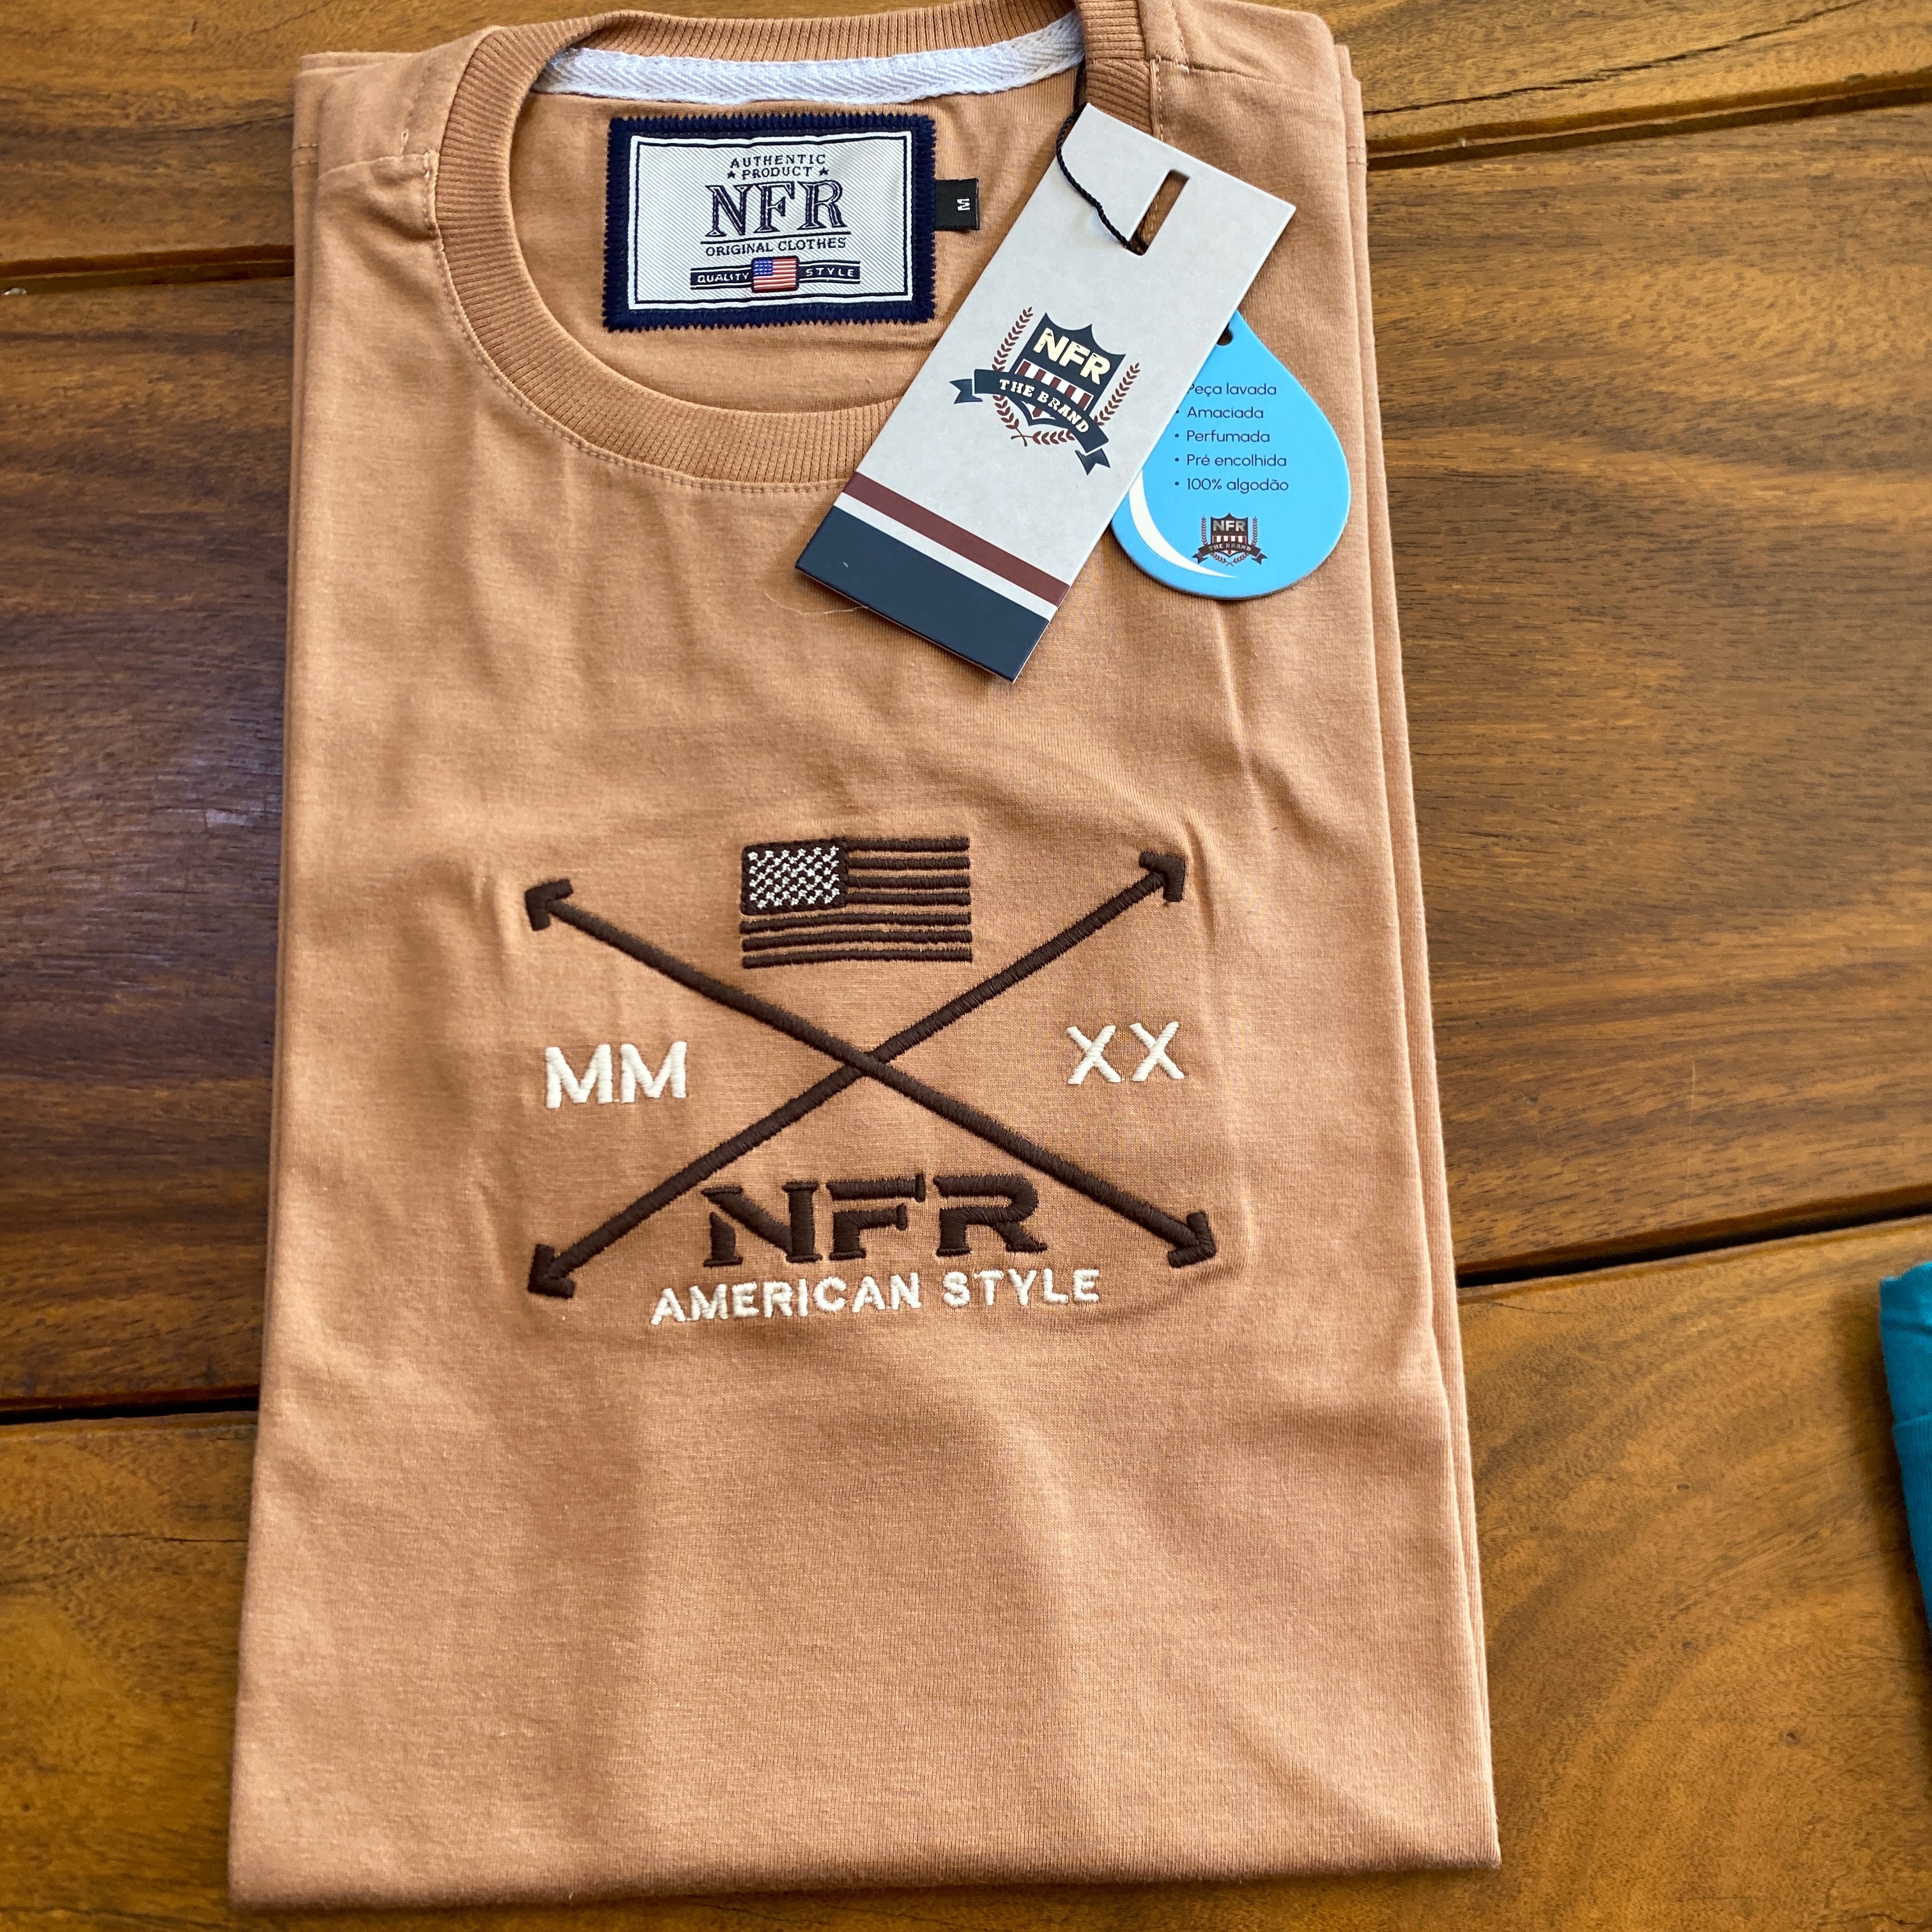 AUTHENTIC
★ PRODUCT ★
NFR
ORIGINAL CLOTHES
QUALITY STYLE
M
NFR
THE BRAND
Peça lavada
• Amaciada
• Perfumada
• Pré encolhida
• 100% algodão
NFR
THE BRAND
MM XX
NFR
AMERICAN STYLE